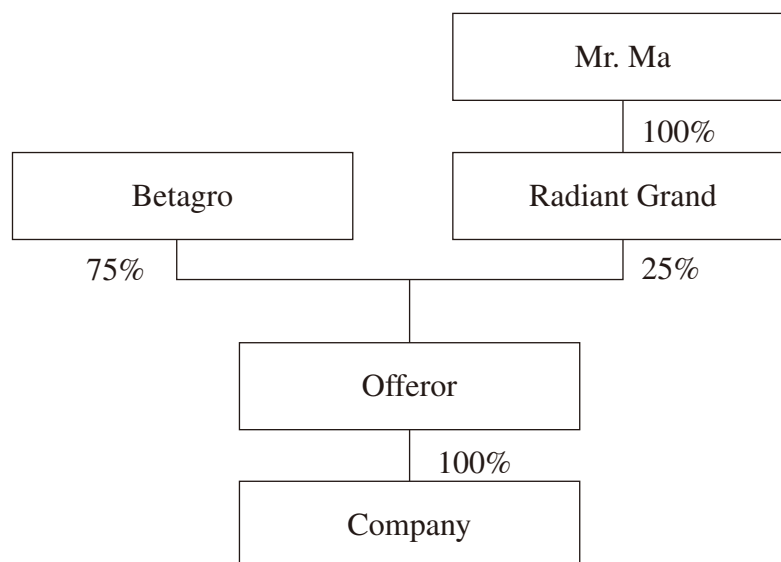 Mr. Ma
100%
Betagro
Radiant Grand
75%
25%
Offeror
100%
Company